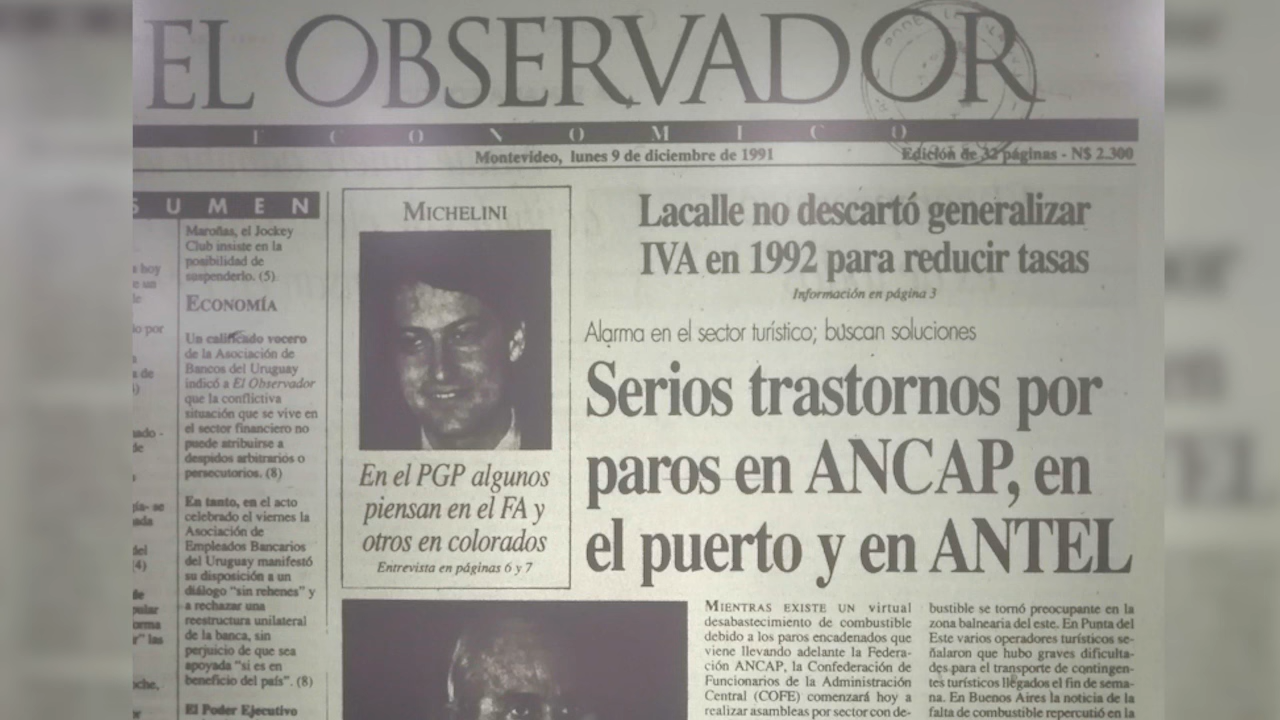 EL OBSERVADOR
ECONOMICO
Montevideo, lunes 9 de diciembre de 1991
Edición de 32 páginas - N$ 2.300
SUMEN
hoy
e un
o por
a de
de
se
(4)
de
" las
Maroñas, el Jockey
Club insiste en la
posibilidad de
suspenderlo. (5)
ECONOMÍA
Un calificado vocero
de la Asociación de
Bancos del Uruguay
indicó a El Observador
que la conflictiva
situación que se vive en
el sector financiero no
puede atribuirse a
despidos arbitrarios o
persecutorios. (8)
En tanto, en el acto
celebrado el viernes la
Asociación de
Empleados Bancarios
del Uruguay manifestó
su disposición a un
diálogo "sin rehenes" y
a rechazar una
reestructura unilateral
de la banca, sin
perjuicio de que sea
apoyada "si es en
beneficio del país". (8)
El Poder Ejecutivo
MICHELINI
En el PGP algunos
piensan en el FA y
otros en colorados
Entrevista en páginas 6 y 7
Lacalle no descartó generalizar
IVA en 1992 para reducir tasas
Información en página 3
Alarma en el sector turístico; buscan soluciones
Serios trastornos por
paros en ANCAP, en
el puerto y en ANTEL
MIENTRAS EXISTE UN virtual
desabastecimiento de combustible
debido a los paros encadenados que
viene llevando adelante la Federa-
ción ANCAP, la Confederación de
Funcionarios de la Administración
Central (COFE) comenzará hoy a
realizar asambleas por sector con de-
bustible se tornó preocupante en la
zona balnearia del este. En Punta del
Este varios operadores turísticos se-
ñalaron que hubo graves dificulta-
des para el transporte de contingen-
tes turísticos llegados el fin de sema-
na. En Buenos Aires la noticia de la
falta de combustible repercutió en la